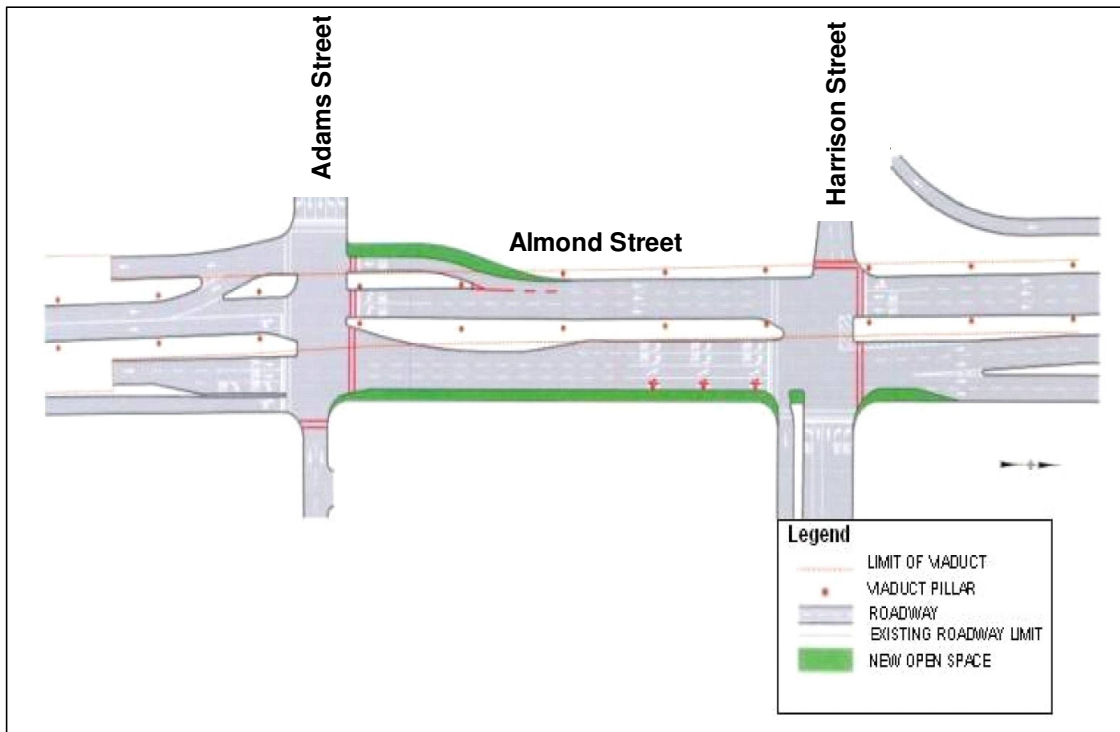 Adams Street
Harrison Street
Almond Street
Legend
LIMIT OF VIADUCT
VIADUCT PILLAR
ROADWAY
EXISTING ROADWAY LIMIT
NEW OPEN SPACE